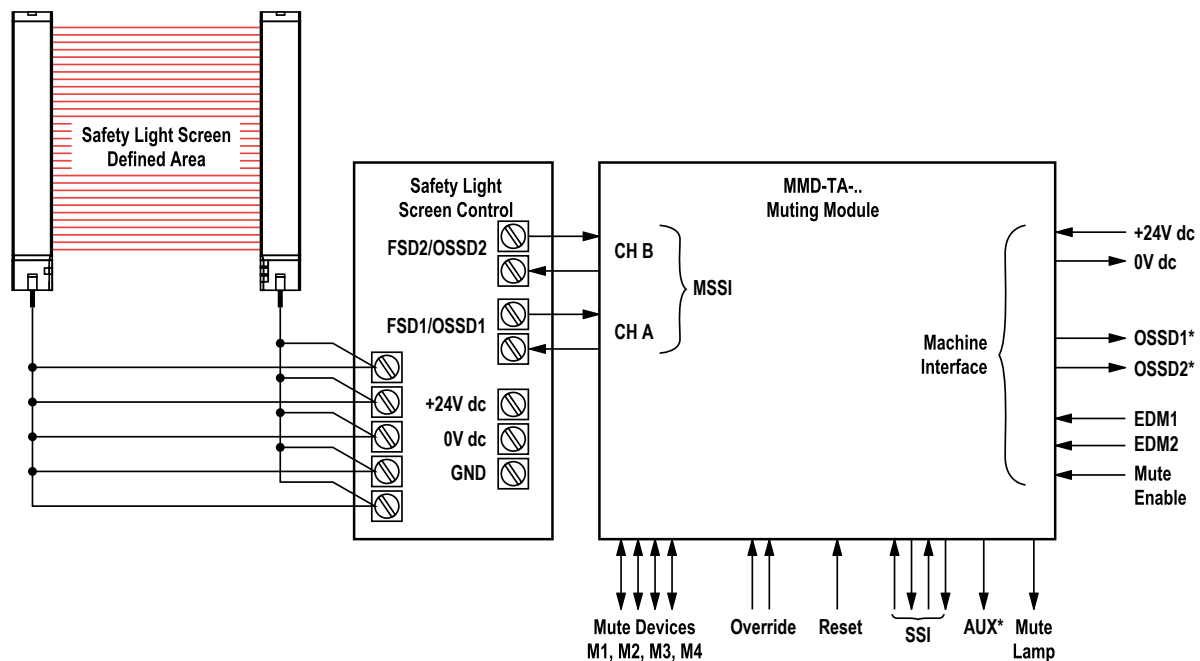 Safety Light Screen
Defined Area
Safety Light
Screen Control
FSD2/OSSD2
FSD1/OSSD1
+24V dc
0V dc
GND
MMD-TA-..
Muting Module
CH B
MSSI
CH A
Machine
Interface
+24V dc
0V dc
OSSD1*
OSSD2*
EDM1
EDM2
Mute
Enable
Mute Devices
M1, M2, M3, M4
Override
Reset
SSI
AUX*
Mute
Lamp